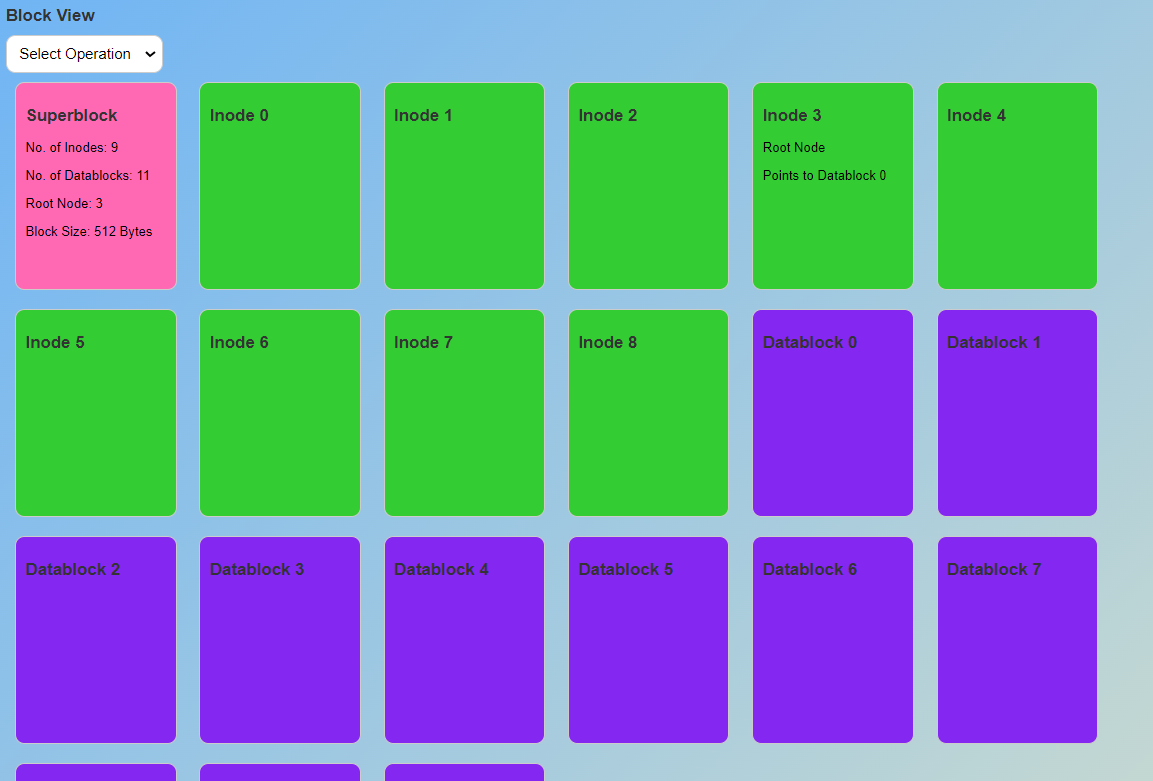 Block View
Select Operation
Superblock
No. of Inodes: 9
No. of Datablocks: 11
Root Node: 3
Block Size: 512 Bytes
Inode 0
Inode 1
Inode 2
Inode 3
Root Node
Points to Datablock 0
Inode 4
Inode 5
Inode 6
Inode 7
Inode 8
Datablock 0
Datablock 1
Datablock 2
Datablock 3
Datablock 4
Datablock 5
Datablock 6
Datablock 7